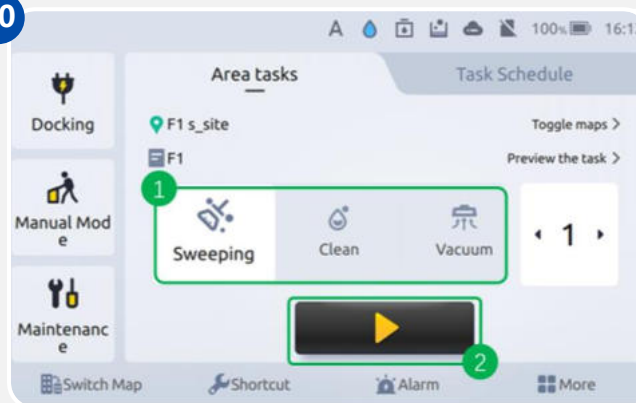 0
A 100% 16:1
Area tasks Task Schedule
Docking
F1 s_site Toggle maps >
F1 Preview the task >
1
Manual Mod
e
Sweeping Clean Vacuum
1
Maintenanc
e
2
Switch Map Shortcut Alarm More